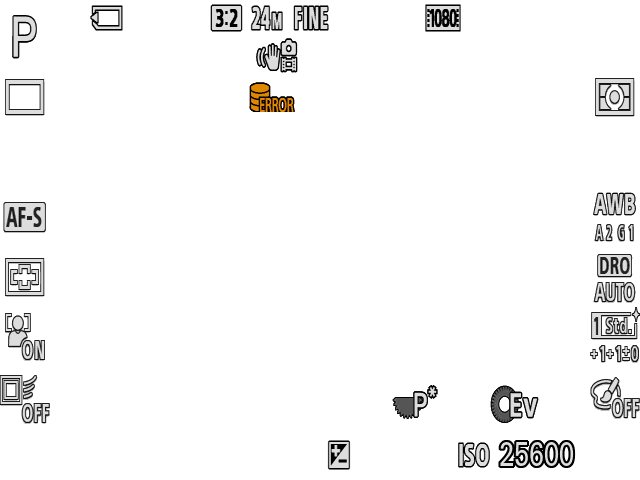 P 3:2 24M FINE 1080
ERROR
AF-S
AWB
A2 G1
DRO
AUTO
1 Std.
ON
+1+1±0
OFF
P* EV
OFF
ISO 25600